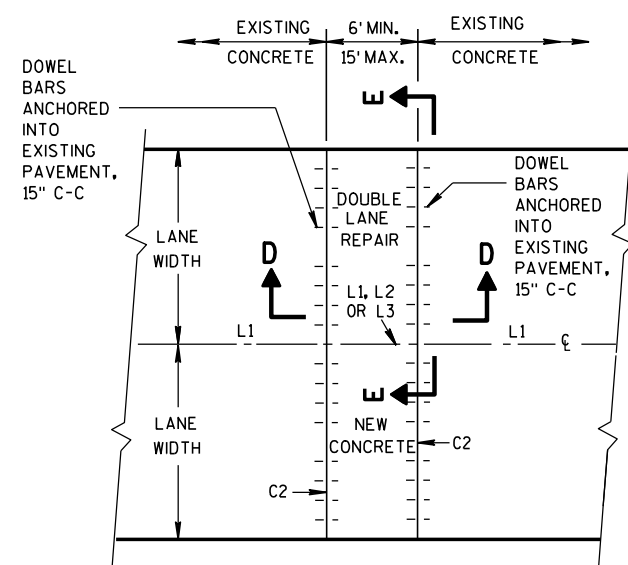 EXISTING
CONCRETE
6' MIN.
15' MAX.
EXISTING
CONCRETE
E
DOWEL
BARS
ANCHORED
INTO
EXISTING
PAVEMENT,
15" C-C
DOWEL
BARS
ANCHORED
INTO
EXISTING
PAVEMENT,
15" C-C
DOUBLE
LANE
REPAIR
LANE
WIDTH
D
D
L1, L2
OR L3
L1
L1
℄
E
LANE
WIDTH
NEW
CONCRETE
C2
C2